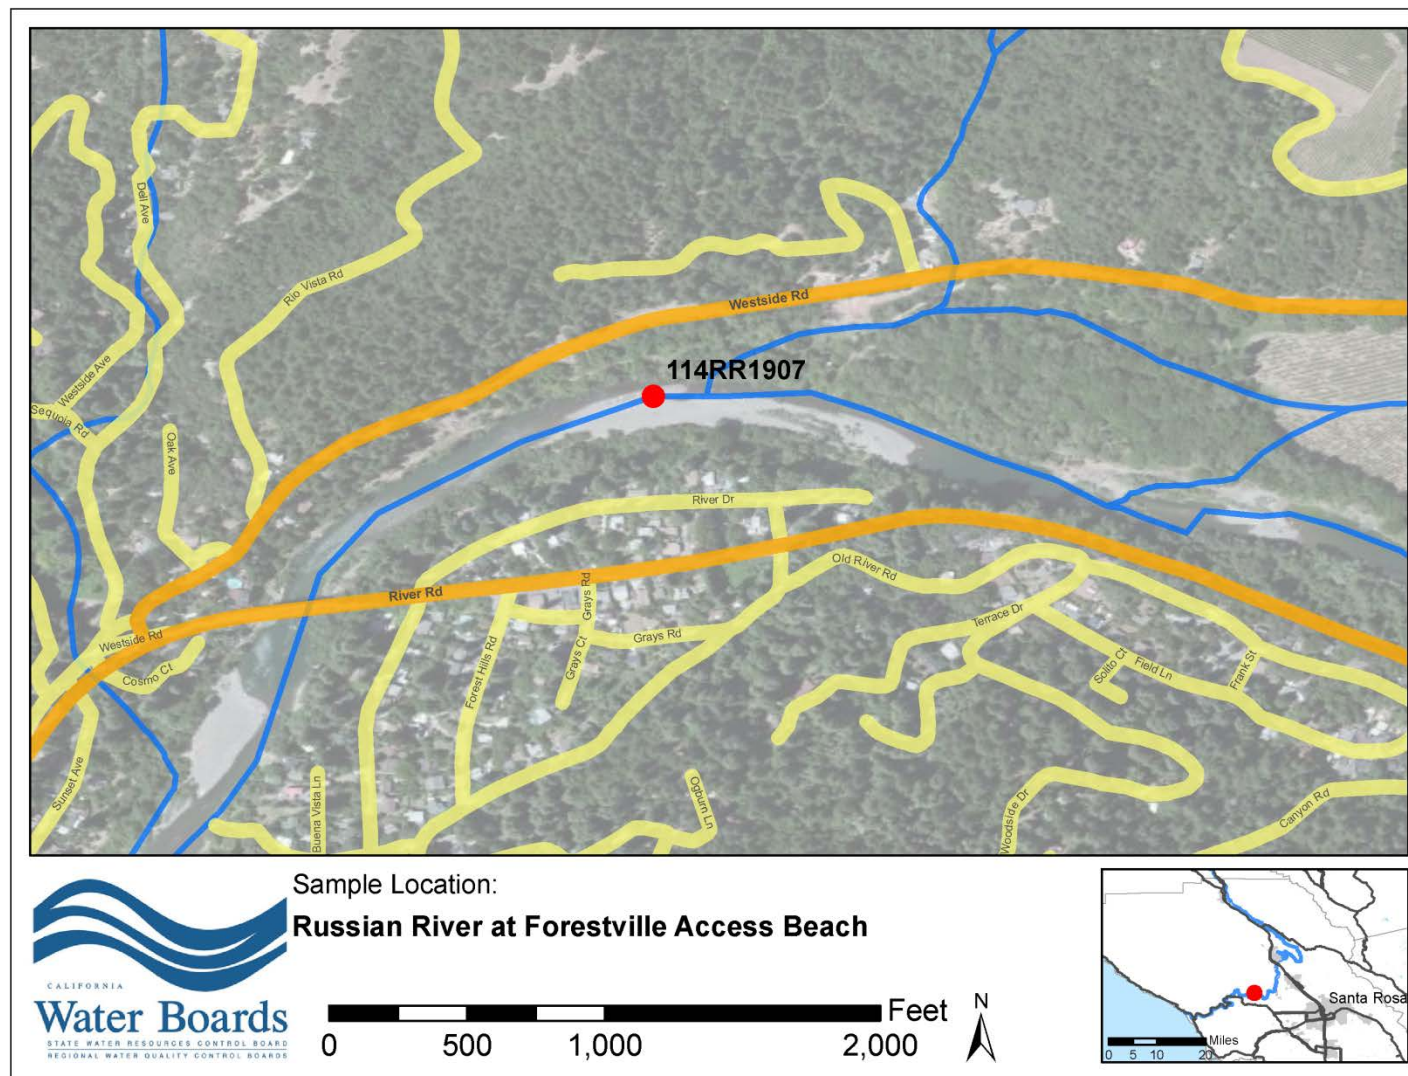 Dell Ave
Rio Vista Rd
Westside Rd
Westside Ave
114RR1907
Sequoia Rd
Oak Ave
River Dr
Old River Rd
River Rd
Grays Rd
Terrace Dr
Westside Rd
Grays Rd
Cosmo Ct
Forest Hills Rd
Grays Ct
Solito Ct
Field Ln
Frank St
Sunset Ave
Buena Vista Ln
Ogburn Ln
Woodside Dr
Canyon Rd
Sample Location:
Russian River at Forestville Access Beach
CALIFORNIA
Water Boards
STATE WATER RESOURCES CONTROL BOARD
REGIONAL WATER QUALITY CONTROL BOARDS
Feet
0 500 1,000 2,000
N
Santa Rosa
Miles
0 5 10 20